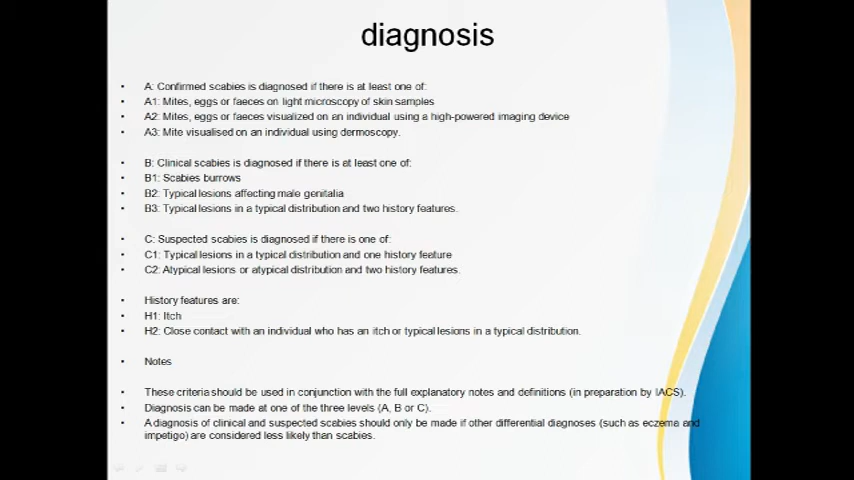 diagnosis
• A: Confirmed scabies is diagnosed if there is at least one of:
• A1: Mites, eggs or faeces on light microscopy of skin samples
• A2: Mites, eggs or faeces visualized on an individual using a high-powered imaging device
• A3: Mite visualised on an individual using dermoscopy.
• B: Clinical scabies is diagnosed if there is at least one of:
• B1: Scabies burrows
• B2: Typical lesions affecting male genitalia
• B3: Typical lesions in a typical distribution and two history features.
• C: Suspected scabies is diagnosed if there is one of:
• C1: Typical lesions in a typical distribution and one history feature
• C2: Atypical lesions or atypical distribution and two history features.
• History features are:
• H1: Itch
• H2: Close contact with an individual who has an itch or typical lesions in a typical distribution.
• Notes
• These criteria should be used in conjunction with the full explanatory notes and definitions (in preparation by IACS).
• Diagnosis can be made at one of the three levels (A, B or C).
• A diagnosis of clinical and suspected scabies should only be made if other differential diagnoses (such as eczema and
impetigo) are considered less likely than scabies.